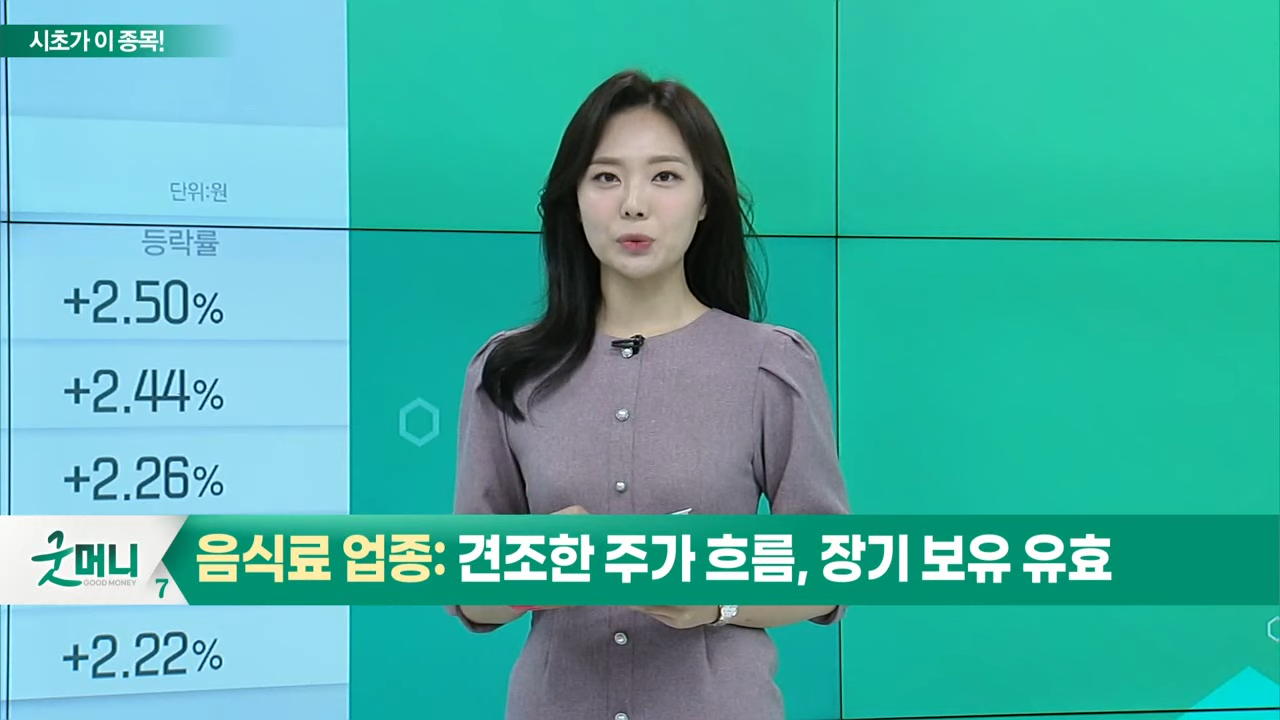 시초가 이 종목!
단위:원
등락률
+2.50%
+2.44%
+2.26%
굿머니
GOOD MONEY
7
음식료 업종: 견조한 주가 흐름, 장기 보유 유효
+2.22%